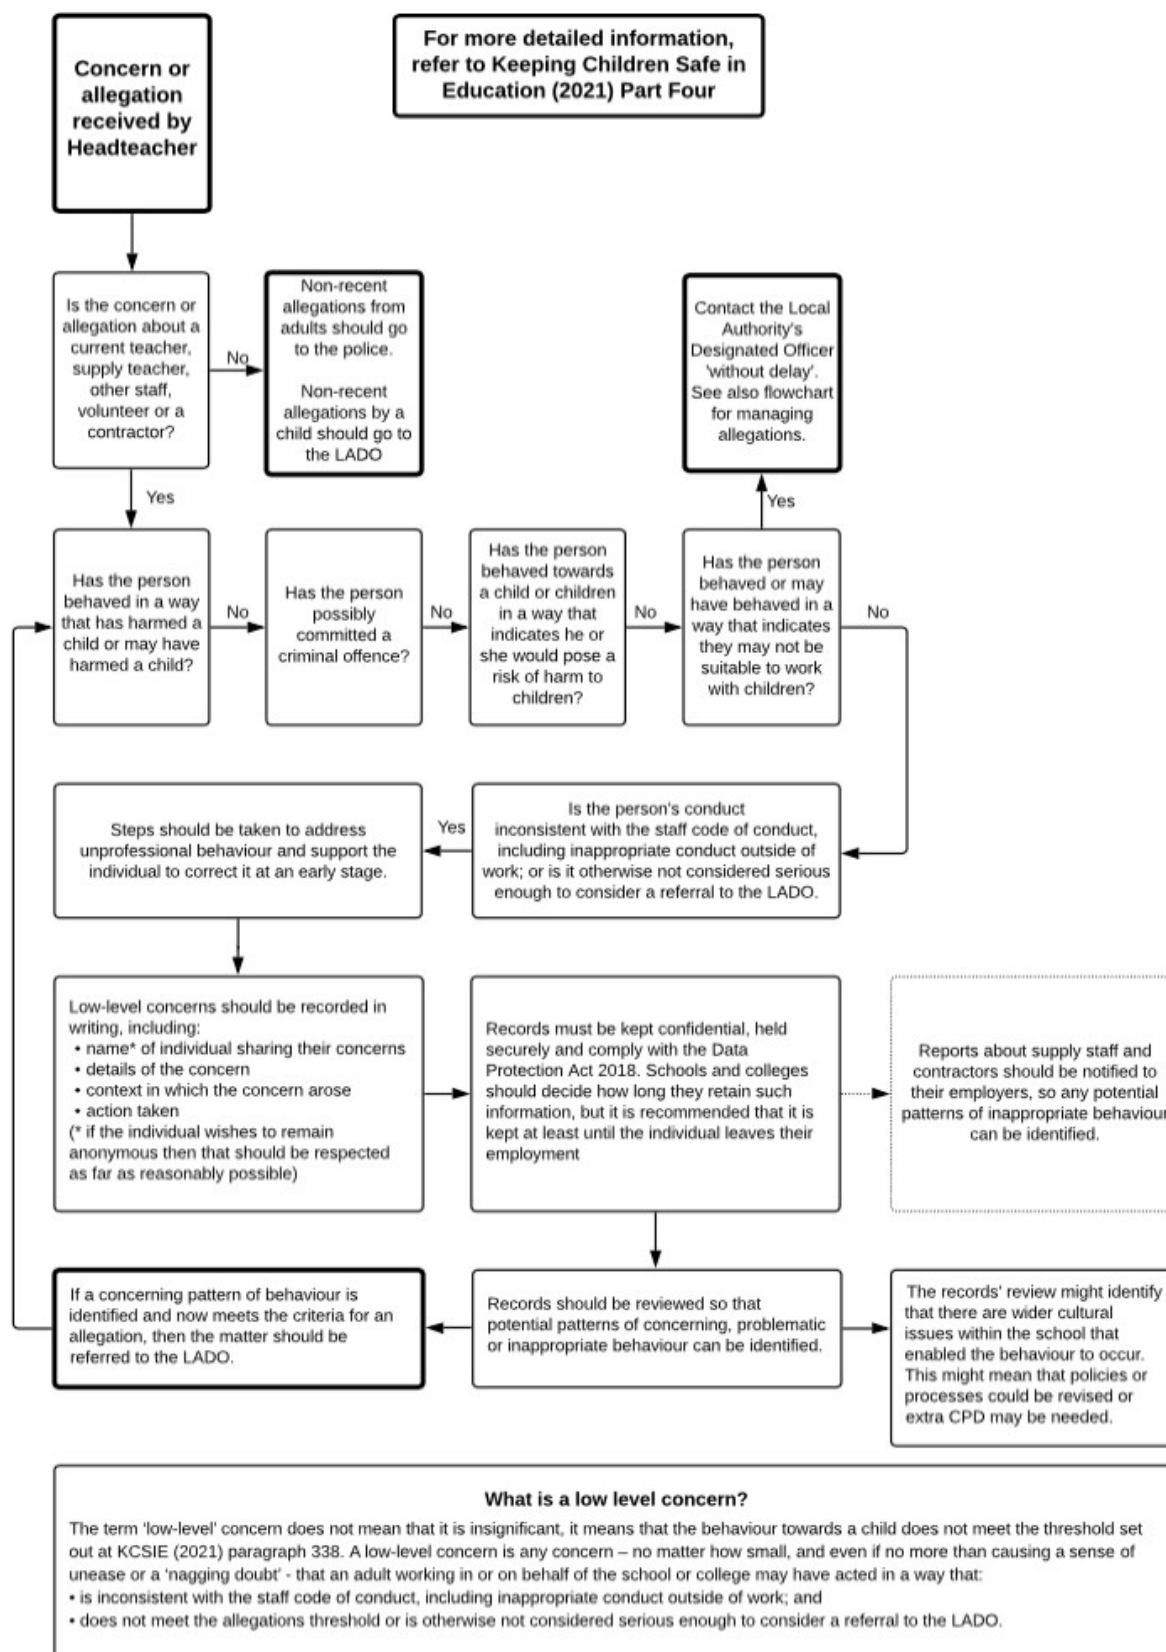 Concern or
allegation
received by
Headteacher
For more detailed information,
refer to Keeping Children Safe in
Education (2021) Part Four
Is the concern or
allegation about a
current teacher,
supply teacher,
other staff,
volunteer or a
contractor?
No
Non-recent
allegations from
adults should go
to the police.
Non-recent
allegations by a
child should go to
the LADO
Contact the Local
Authority's
Designated Officer
'without delay'.
See also flowchart
for managing
allegations.
Yes
Yes
Has the person
behaved in a way
that has harmed a
child or may have
harmed a child?
No
Has the person
possibly
committed a
criminal offence?
No
Has the person
behaved towards
a child or children
in a way that
indicates he or
she would pose a
risk of harm to
children?
No
Has the person
behaved or may
have behaved in a
way that indicates
they may not be
suitable to work
with children?
No
Steps should be taken to address
unprofessional behaviour and support the
individual to correct it at an early stage.
Yes
Is the person's conduct
inconsistent with the staff code of conduct,
including inappropriate conduct outside of
work; or is it otherwise not considered serious
enough to consider a referral to the LADO.
Low-level concerns should be recorded in
writing, including:
• name* of individual sharing their concerns
• details of the concern
• context in which the concern arose
• action taken
(* if the individual wishes to remain
anonymous then that should be respected
as far as reasonably possible)
Records must be kept confidential, held
securely and comply with the Data
Protection Act 2018. Schools and colleges
should decide how long they retain such
information, but it is recommended that it is
kept at least until the individual leaves their
employment
Reports about supply staff and
contractors should be notified to
their employers, so any potential
patterns of inappropriate behaviour
can be identified.
If a concerning pattern of behaviour is
identified and now meets the criteria for an
allegation, then the matter should be
referred to the LADO.
Records should be reviewed so that
potential patterns of concerning, problematic
or inappropriate behaviour can be identified.
The records' review might identify
that there are wider cultural
issues within the school that
enabled the behaviour to occur.
This might mean that policies or
processes could be revised or
extra CPD may be needed.
What is a low level concern?
The term 'low-level' concern does not mean that it is insignificant, it means that the behaviour towards a child does not meet the threshold set
out at KCSIE (2021) paragraph 338. A low-level concern is any concern – no matter how small, and even if no more than causing a sense of
unease or a 'nagging doubt' - that an adult working in or on behalf of the school or college may have acted in a way that:
• is inconsistent with the staff code of conduct, including inappropriate conduct outside of work; and
• does not meet the allegations threshold or is otherwise not considered serious enough to consider a referral to the LADO.